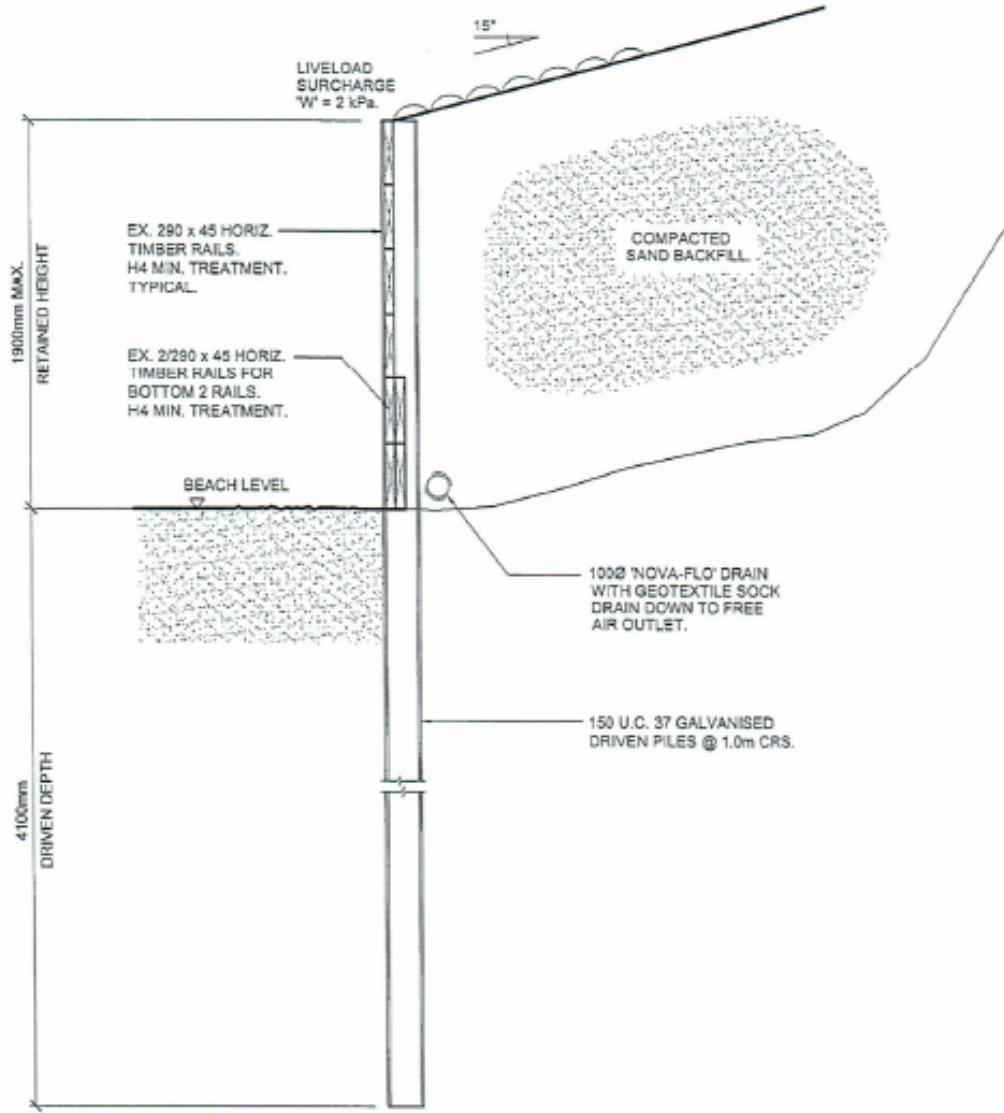 15°
LIVELOAD
SURCHARGE
'W' = 2 kPa.
1900mm MAX.
RETAINED HEIGHT
EX. 290 x 45 HORIZ.
TIMBER RAILS.
H4 MIN. TREATMENT.
TYPICAL.
COMPACTED
SAND BACKFILL.
EX. 2/290 x 45 HORIZ.
TIMBER RAILS FOR
BOTTOM 2 RAILS.
H4 MIN. TREATMENT.
BEACH LEVEL
100Ø 'NOVA-FLO' DRAIN
WITH GEOTEXTILE SOCK
DRAIN DOWN TO FREE
AIR OUTLET.
150 U.C. 37 GALVANISED
DRIVEN PILES @ 1.0m CRS.
4100mm
DRIVEN DEPTH